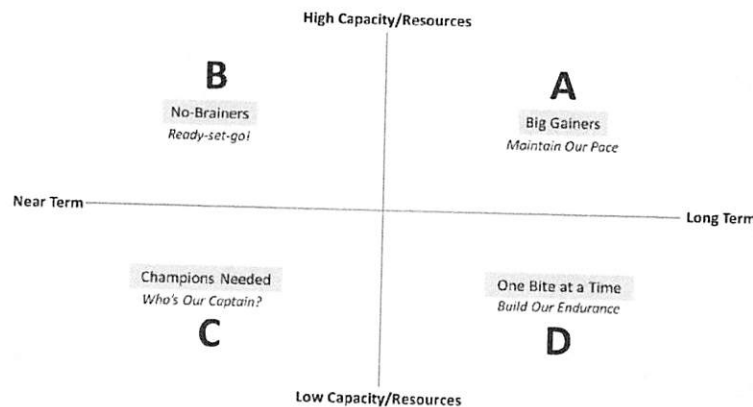 High Capacity/Resources
B
No-Brainers
Ready-set-go!
A
Big Gainers
Maintain Our Pace
Near Term
Long Term
Champions Needed
Who's Our Captain?
C
One Bite at a Time
Build Our Endurance
D
Low Capacity/Resources